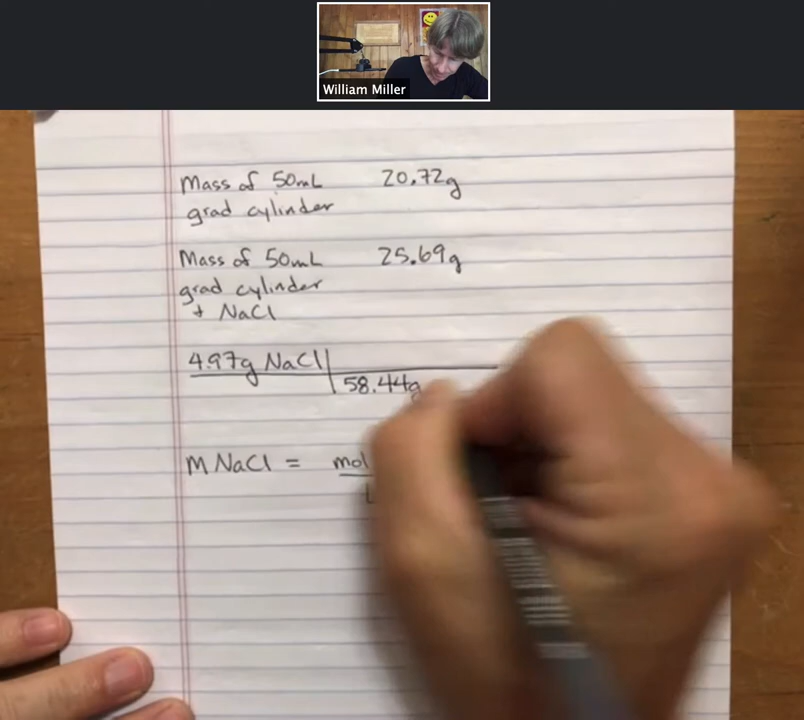 William Miller
Mass of 50mL 20.72g
grad cylinder
Mass of 50mL 25.69g
grad cylinder
+ NaCl
4.97g NaCl
58.44g
M NaCl = mol
L